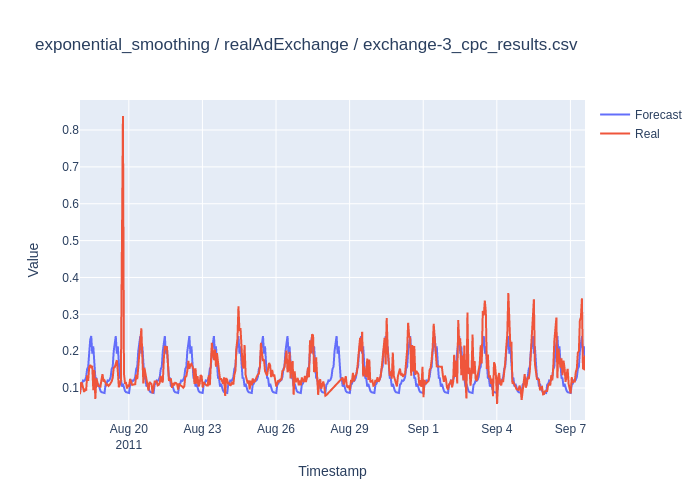 exponential_smoothing / realAdExchange / exchange-3_cpc_results.csv
Forecast
Real
0.8
0.7
0.6
0.5
0.4
0.3
0.2
0.1
Value
Aug 20 Aug 23 Aug 26 Aug 29 Sep 1 Sep 4 Sep 7
2011
Timestamp